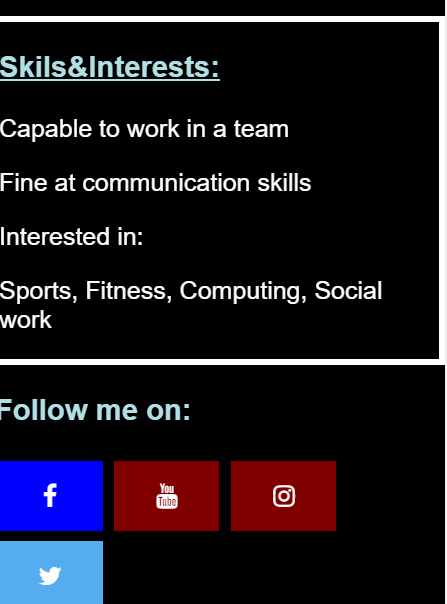 Skils&Interests:
Capable to work in a team
Fine at communication skills
Interested in:
Sports, Fitness, Computing, Social
work
Follow me on:
f
You
Tube